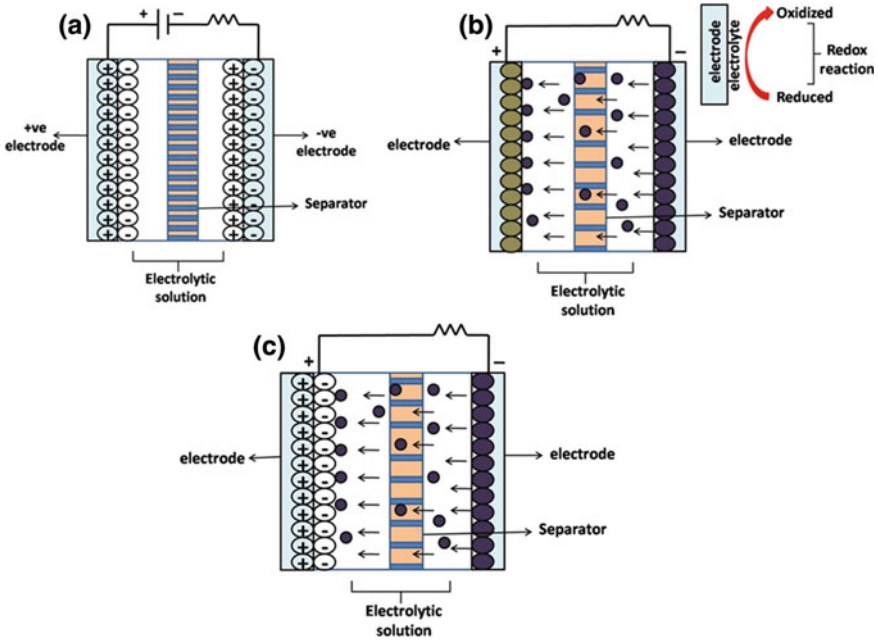 (a)
+ −
+ve
electrode
-ve
electrode
Separator
Electrolytic
solution
(b)
+ −
electrode
electrode
Separator
Electrolytic
solution
electrode
electrolyte
Oxidized
Redox
reaction
Reduced
(c)
+ −
electrode
electrode
Separator
Electrolytic
solution